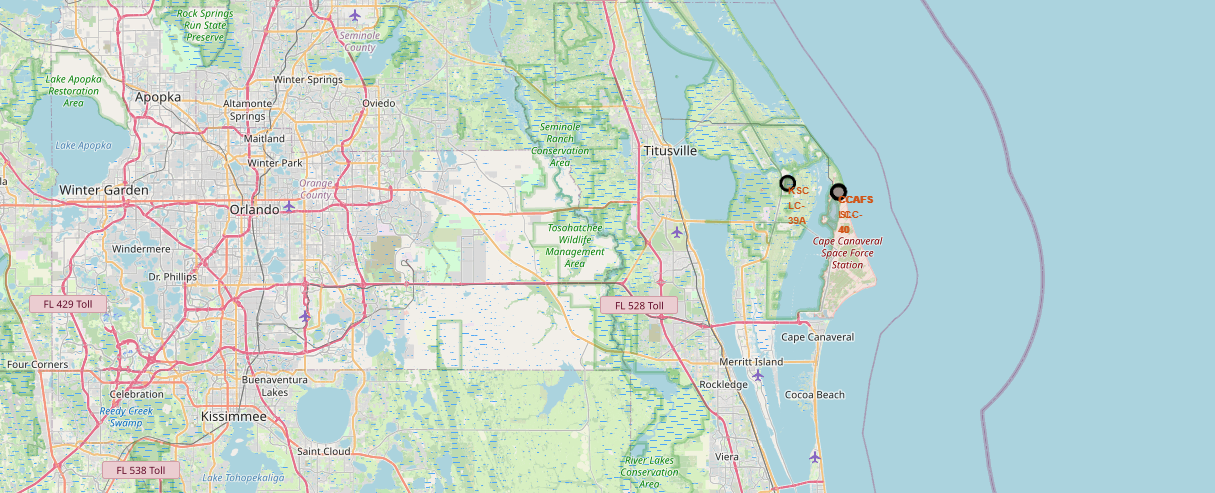 Rock Springs
Run State
Preserve
Seminole
County
Lake Apopka
Restoration
Area
Winter Springs
Apopka
Altamonte
Springs
Oviedo
Maitland
Lake Apopka
Winter Park
Seminole
Ranch
Conservation
Area
Titusville
Winter Garden
Orange
County
Orlando
KSC
LC-
39A
CCAFS
SLC-
40
Cape Canaveral
Space Force
Station
Tosohatchee
Wildlife
Management
Area
Windermere
Dr. Phillips
FL 429 Toll
FL 528 Toll
Cape Canaveral
Four Corners
Merritt Island
Buenaventura
Lakes
Rockledge
Celebration
Cocoa Beach
Reedy Creek
Swamp
Kissimmee
Saint Cloud
Viera
FL 538 Toll
Lake Tohopekaliga
River Lakes
Conservation
Area